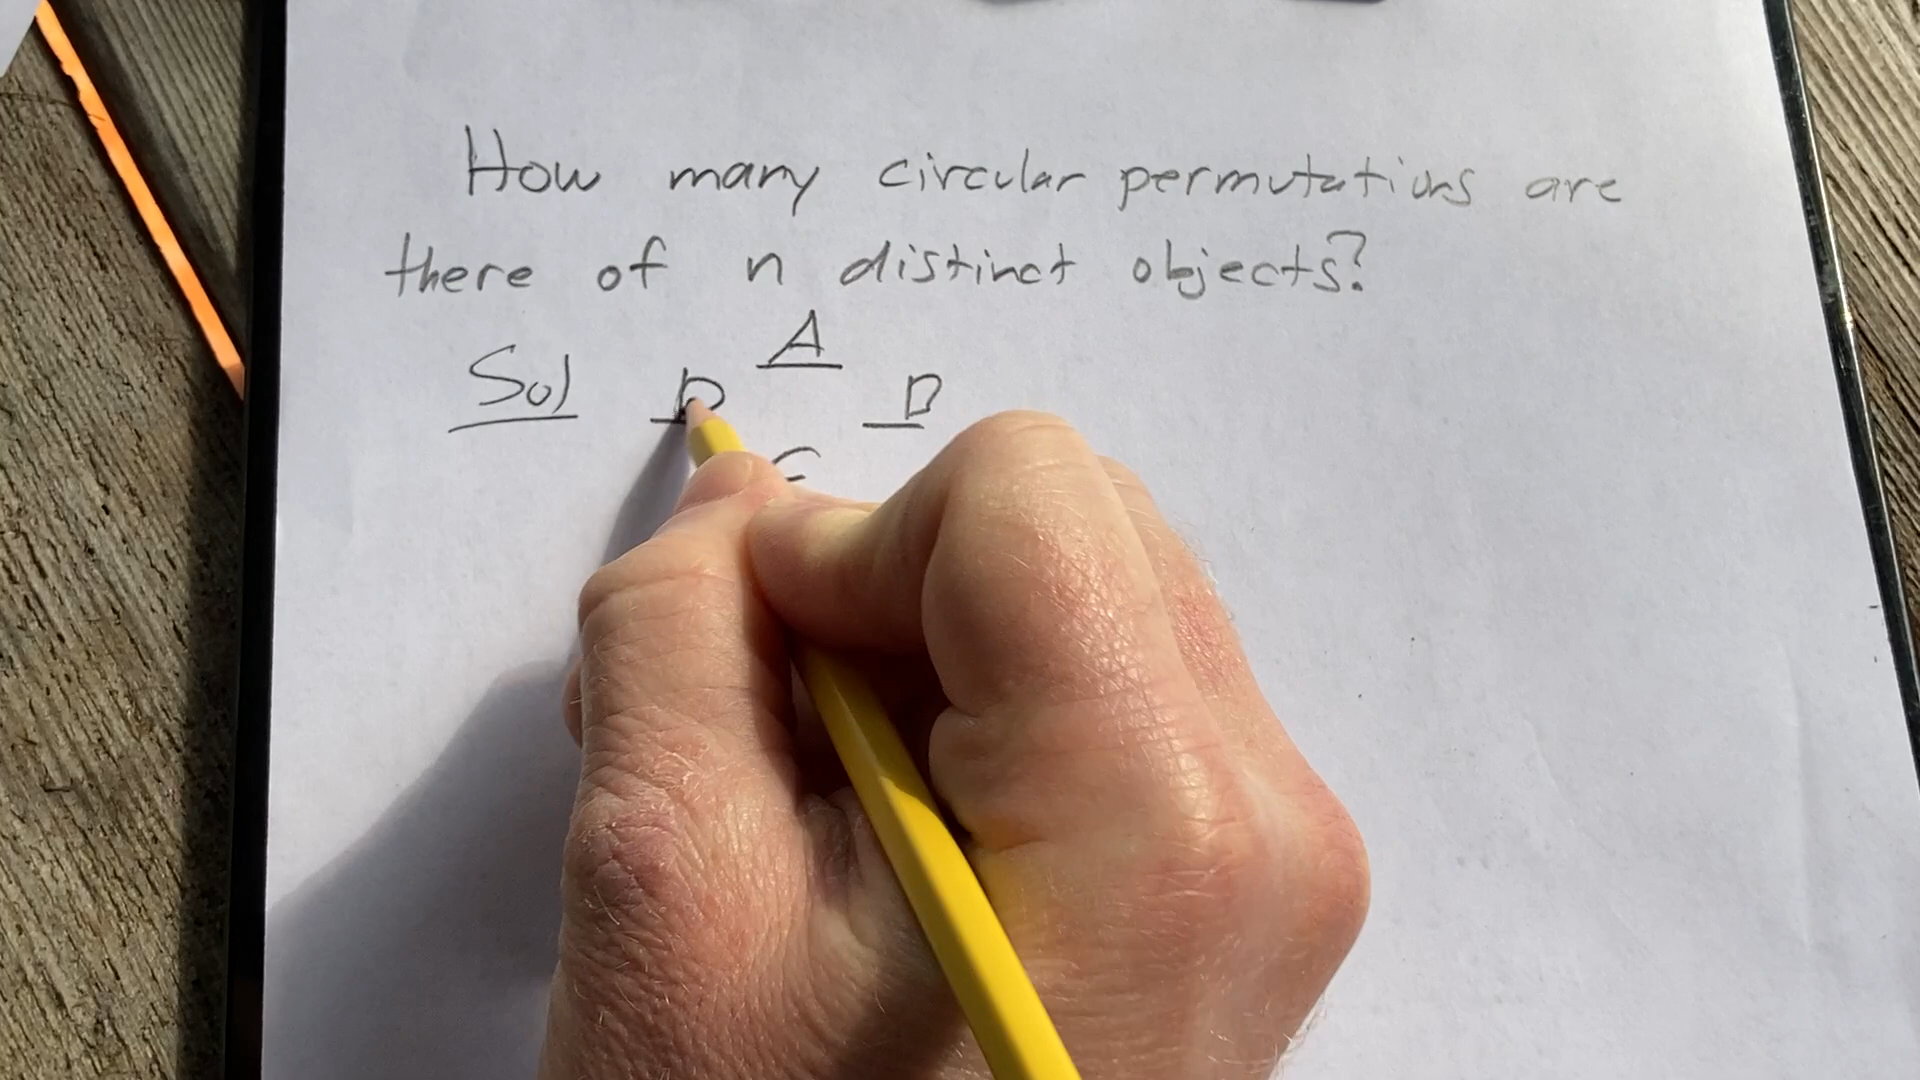 How many circular permutations are
there of n distinct objects?
A
Sol D D
C